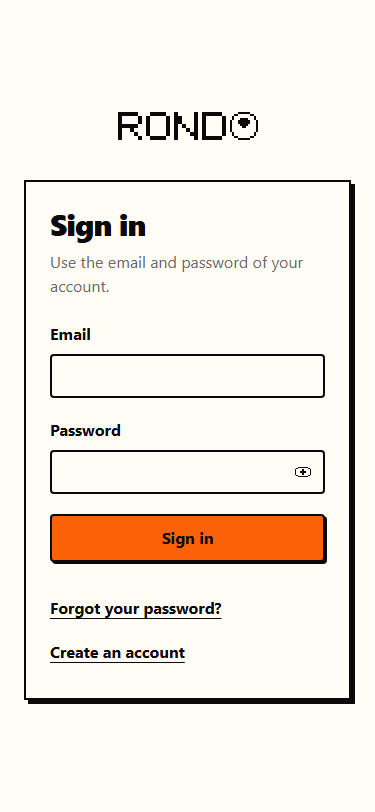 RONDO
Sign in
Use the email and password of your
account.
Email
Password
Sign in
Forgot your password?
Create an account